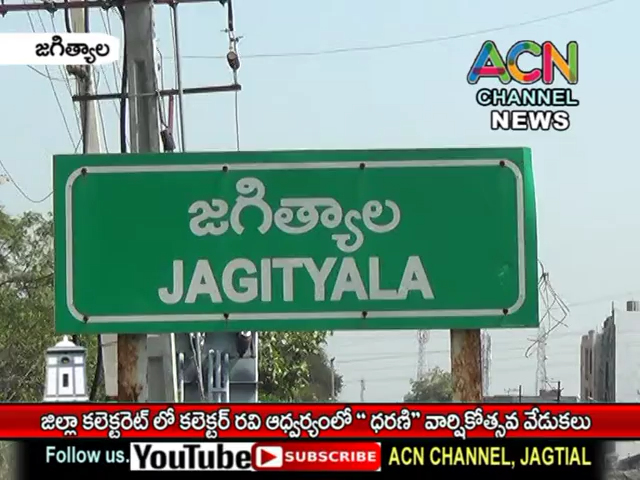 జగిత్యాల
ACN
CHANNEL
NEWS
జగిత్యాల
JAGITYALA
జిల్లా కలెక్టరెట్ లో కలెక్టర్ రవి ఆధ్వర్యంలో “ ధరణి” వార్షికోత్సవ వేడుకలు
Follow us. YouTube SUBSCRIBE ACN CHANNEL, JAGTIAL